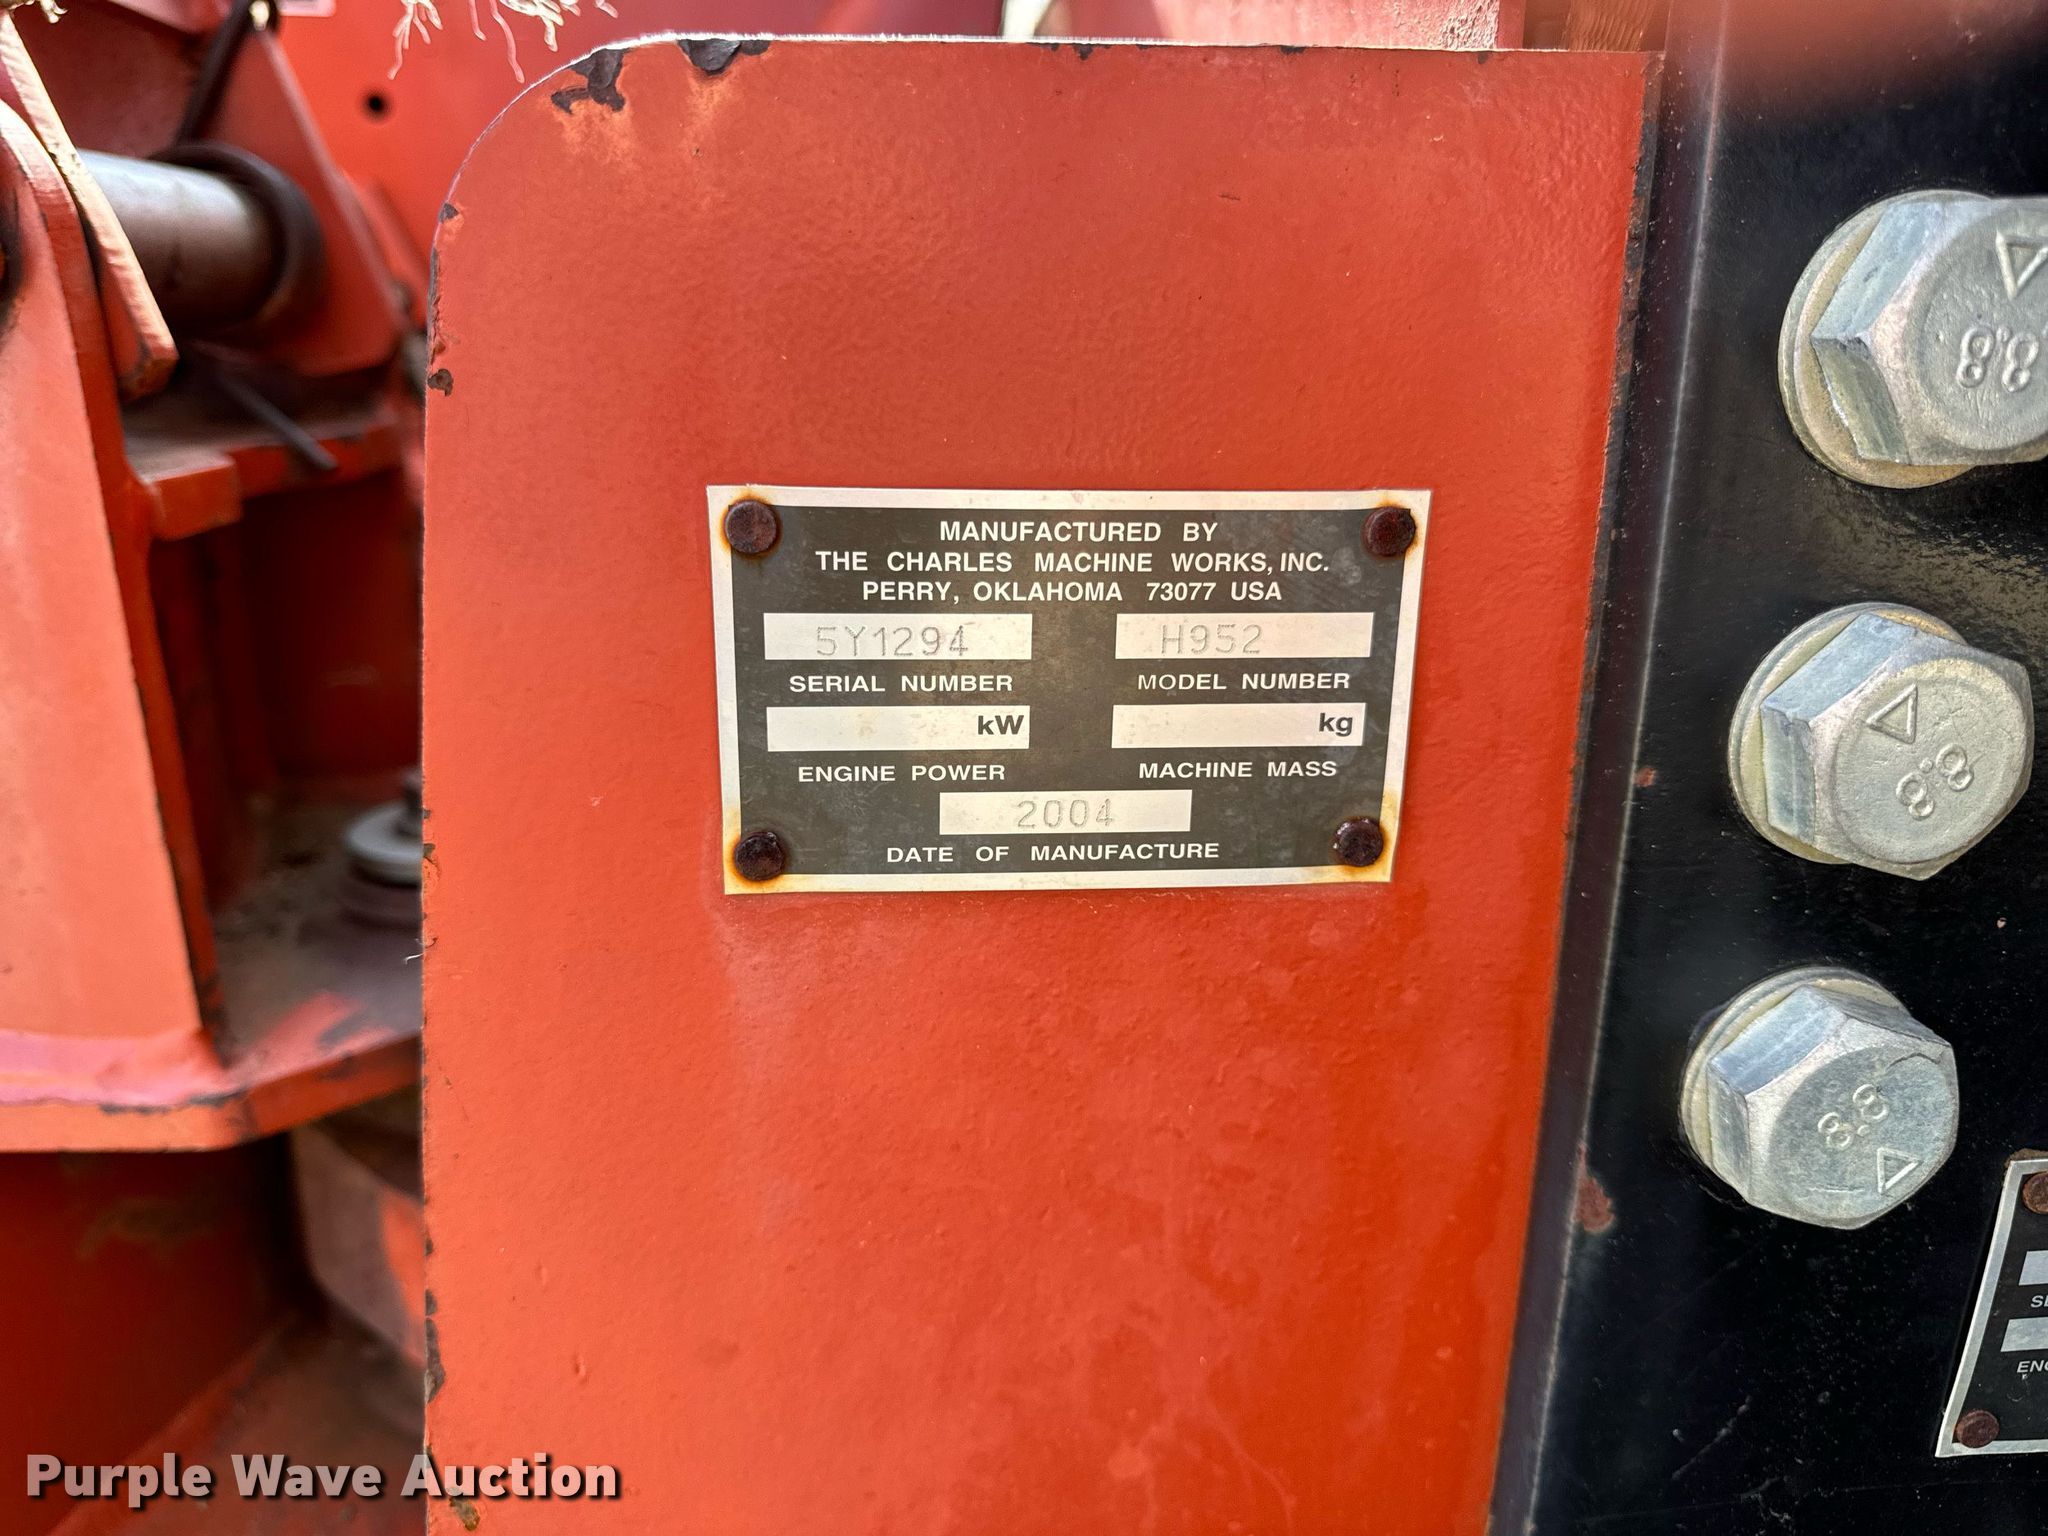 MANUFACTURED BY
THE CHARLES MACHINE WORKS, INC.
PERRY, OKLAHOMA 73077 USA
5Y1294 H952
SERIAL NUMBER MODEL NUMBER
kW kg
ENGINE POWER MACHINE MASS
2004
DATE OF MANUFACTURE
8.8
8.8
8.8
Purple Wave Auction